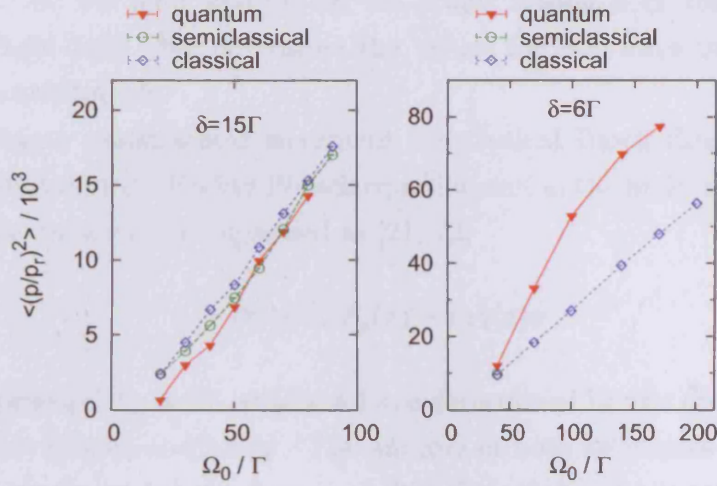 quantum
semiclassical
classical
δ=15Γ
<(p/pᵣ)²> / 10³
20
15
10
5
0
0
50
100
Ω₀ / Γ
quantum
semiclassical
classical
δ=6Γ
80
60
40
20
0
0
50
100
150
200
Ω₀ / Γ